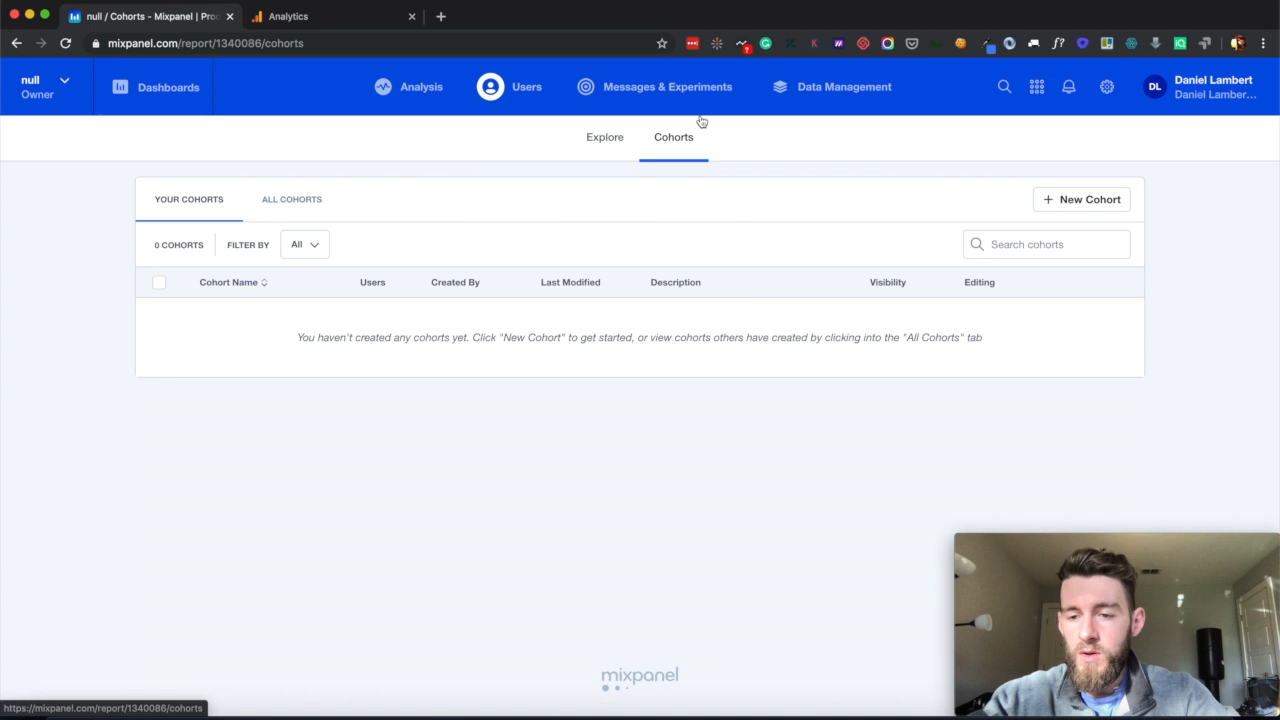 null / Cohorts - Mixpanel | Proc
Analytics
mixpanel.com/report/1340086/cohorts
null
Owner
Dashboards
Analysis
Users
Messages & Experiments
Data Management
DL
Daniel Lambert
Daniel Lamber...
Explore
Cohorts
YOUR COHORTS
ALL COHORTS
+ New Cohort
0 COHORTS
FILTER BY
All
Search cohorts
Cohort Name
Users
Created By
Last Modified
Description
Visibility
Editing
You haven't created any cohorts yet. Click "New Cohort" to get started, or view cohorts others have created by clicking into the "All Cohorts" tab
mixpanel
https://mixpanel.com/report/1340086/cohorts